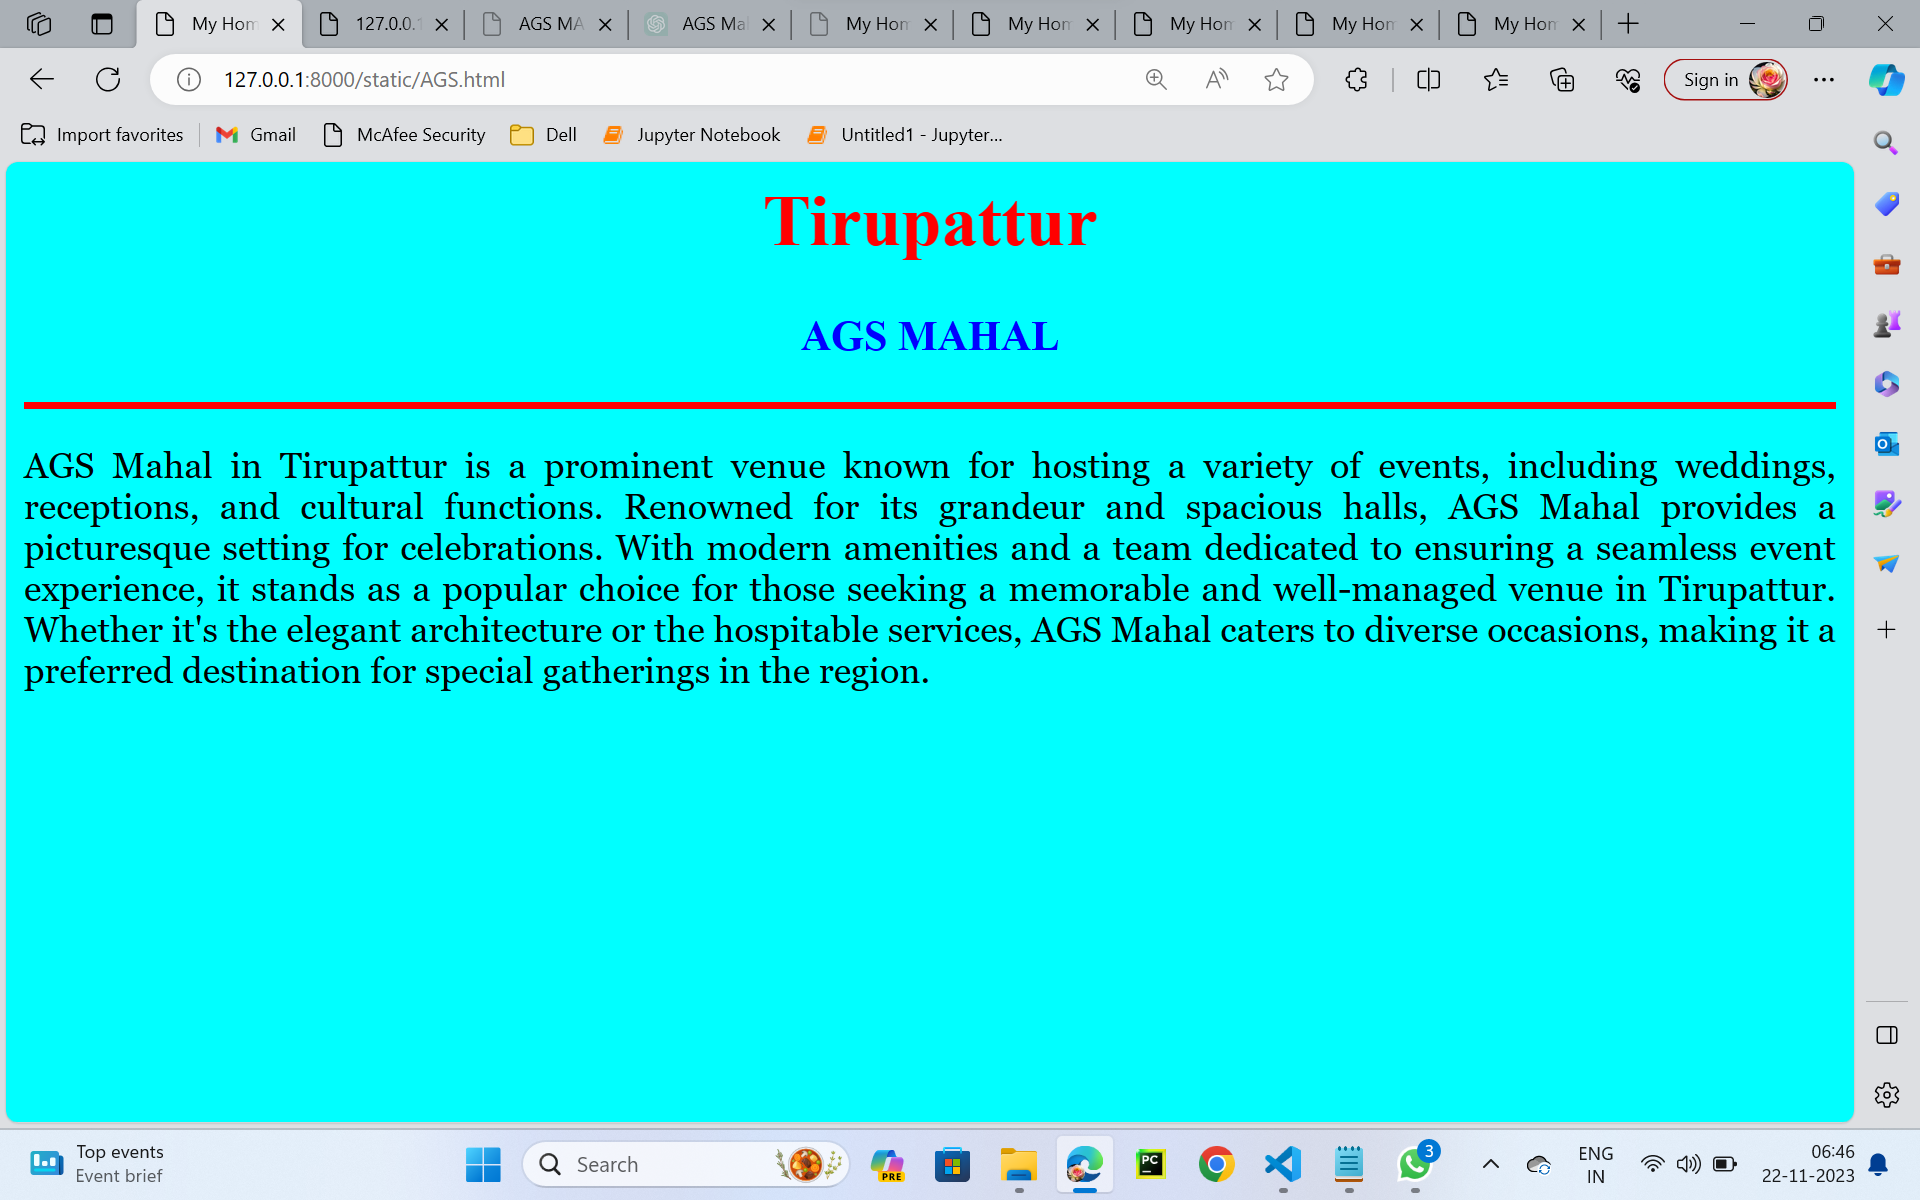 My Hom
127.0.0.1
AGS MA
AGS Mal
My Hom
My Hom
My Hom
My Hom
My Hom
127.0.0.1:8000/static/AGS.html
Sign in
Import favorites
Gmail
McAfee Security
Dell
Jupyter Notebook
Untitled1 - Jupyter...
Tirupattur
AGS MAHAL
AGS Mahal in Tirupattur is a prominent venue known for hosting a variety of events, including weddings,
receptions, and cultural functions. Renowned for its grandeur and spacious halls, AGS Mahal provides a
picturesque setting for celebrations. With modern amenities and a team dedicated to ensuring a seamless event
experience, it stands as a popular choice for those seeking a memorable and well-managed venue in Tirupattur.
Whether it's the elegant architecture or the hospitable services, AGS Mahal caters to diverse occasions, making it a
preferred destination for special gatherings in the region.
Top events
Event brief
Search
PRE
PC
3
ENG
IN
06:46
22-11-2023